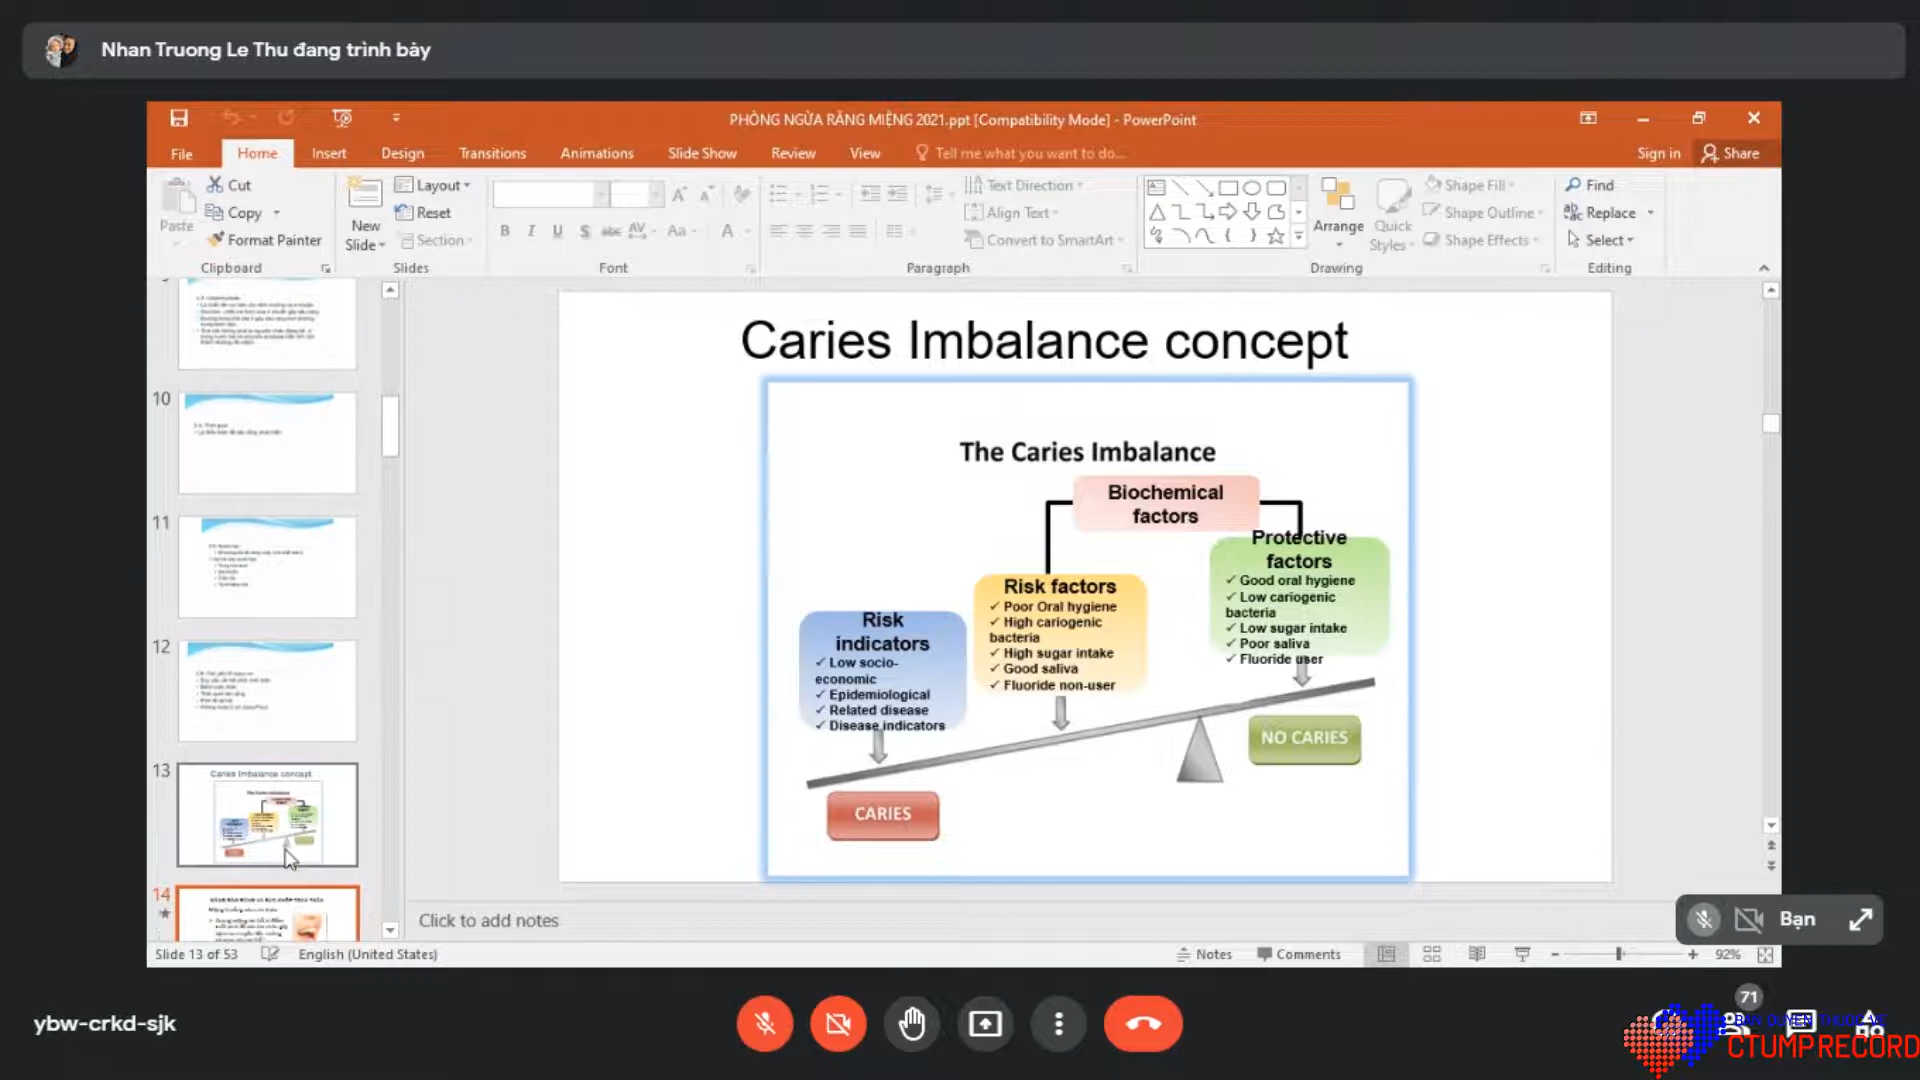 Nhan Truong Le Thu đang trình bày
PHÒNG NGỪA RĂNG MIỆNG 2021.ppt [Compatibility Mode] - PowerPoint
File Home Insert Design Transitions Animations Slide Show Review View Tell me what you want to do... Sign in Share
Paste
Cut
Copy
Format Painter
Clipboard
New
Slide
Layout
Reset
Section
Slides
B I U S abc AV Aa A
Font
Text Direction
Align Text
Convert to SmartArt
Paragraph
Arrange
Quick
Styles
Shape Fill
Shape Outline
Shape Effects
Drawing
Find
Replace
Select
Editing
10
11
12
13
Caries Imbalance concept
14
Caries Imbalance concept
The Caries Imbalance
Biochemical
factors
Risk
indicators
✓ Low socio-
economic
✓ Epidemiological
✓ Related disease
✓ Disease indicators
Risk factors
✓ Poor Oral hygiene
✓ High cariogenic
bacteria
✓ High sugar intake
✓ Good saliva
✓ Fluoride non-user
Protective
factors
✓ Good oral hygiene
✓ Low cariogenic
bacteria
✓ Low sugar intake
✓ Poor saliva
✓ Fluoride user
NO CARIES
CARIES
Click to add notes
Slide 13 of 53 English (United States) Notes Comments 92%
Bạn
ybw-crkd-sjk
71
BẢN QUYỀN THUỘC VỀ
CTUMP RECORD